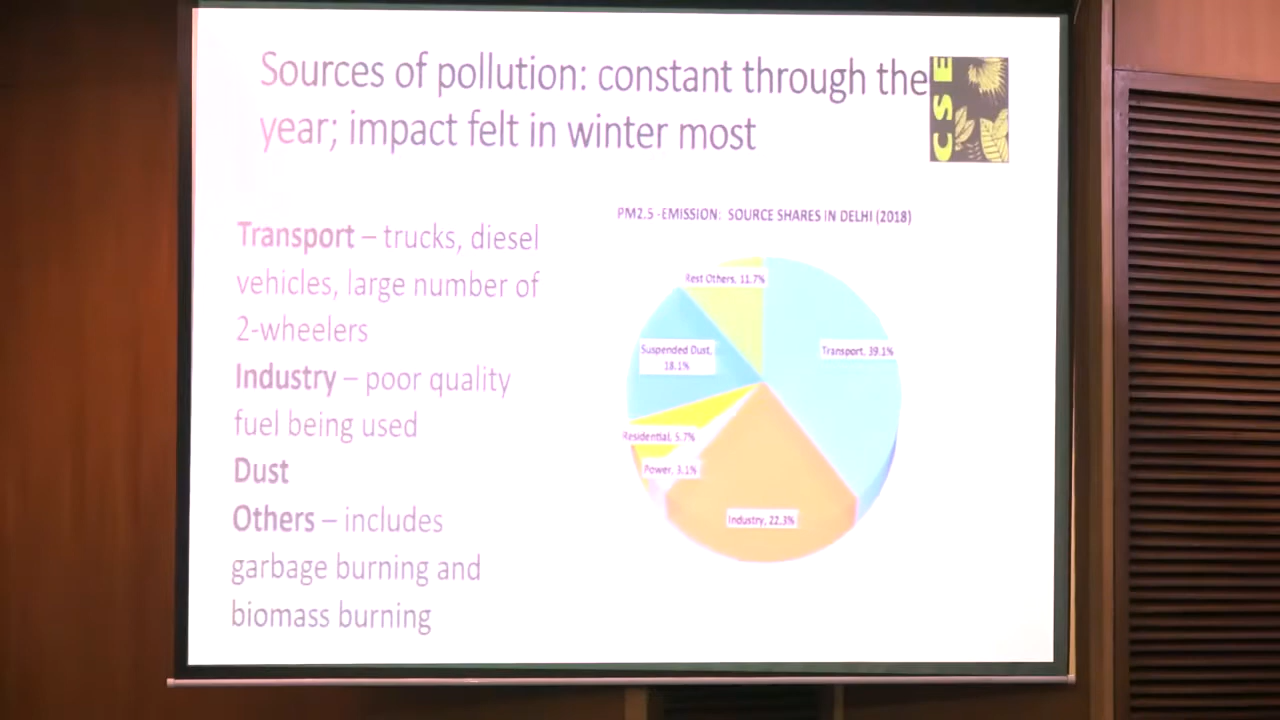 Sources of pollution: constant through the
year; impact felt in winter most
CSE
Transport – trucks, diesel
vehicles, large number of
2-wheelers
Industry – poor quality
fuel being used
Dust
Others – includes
garbage burning and
biomass burning
PM2.5 -EMISSION: SOURCE SHARES IN DELHI (2018)
Rest Others, 11.7%
Transport, 39.1%
Suspended Dust,
18.1%
Residential, 5.7%
Power, 3.1%
Industry, 22.3%